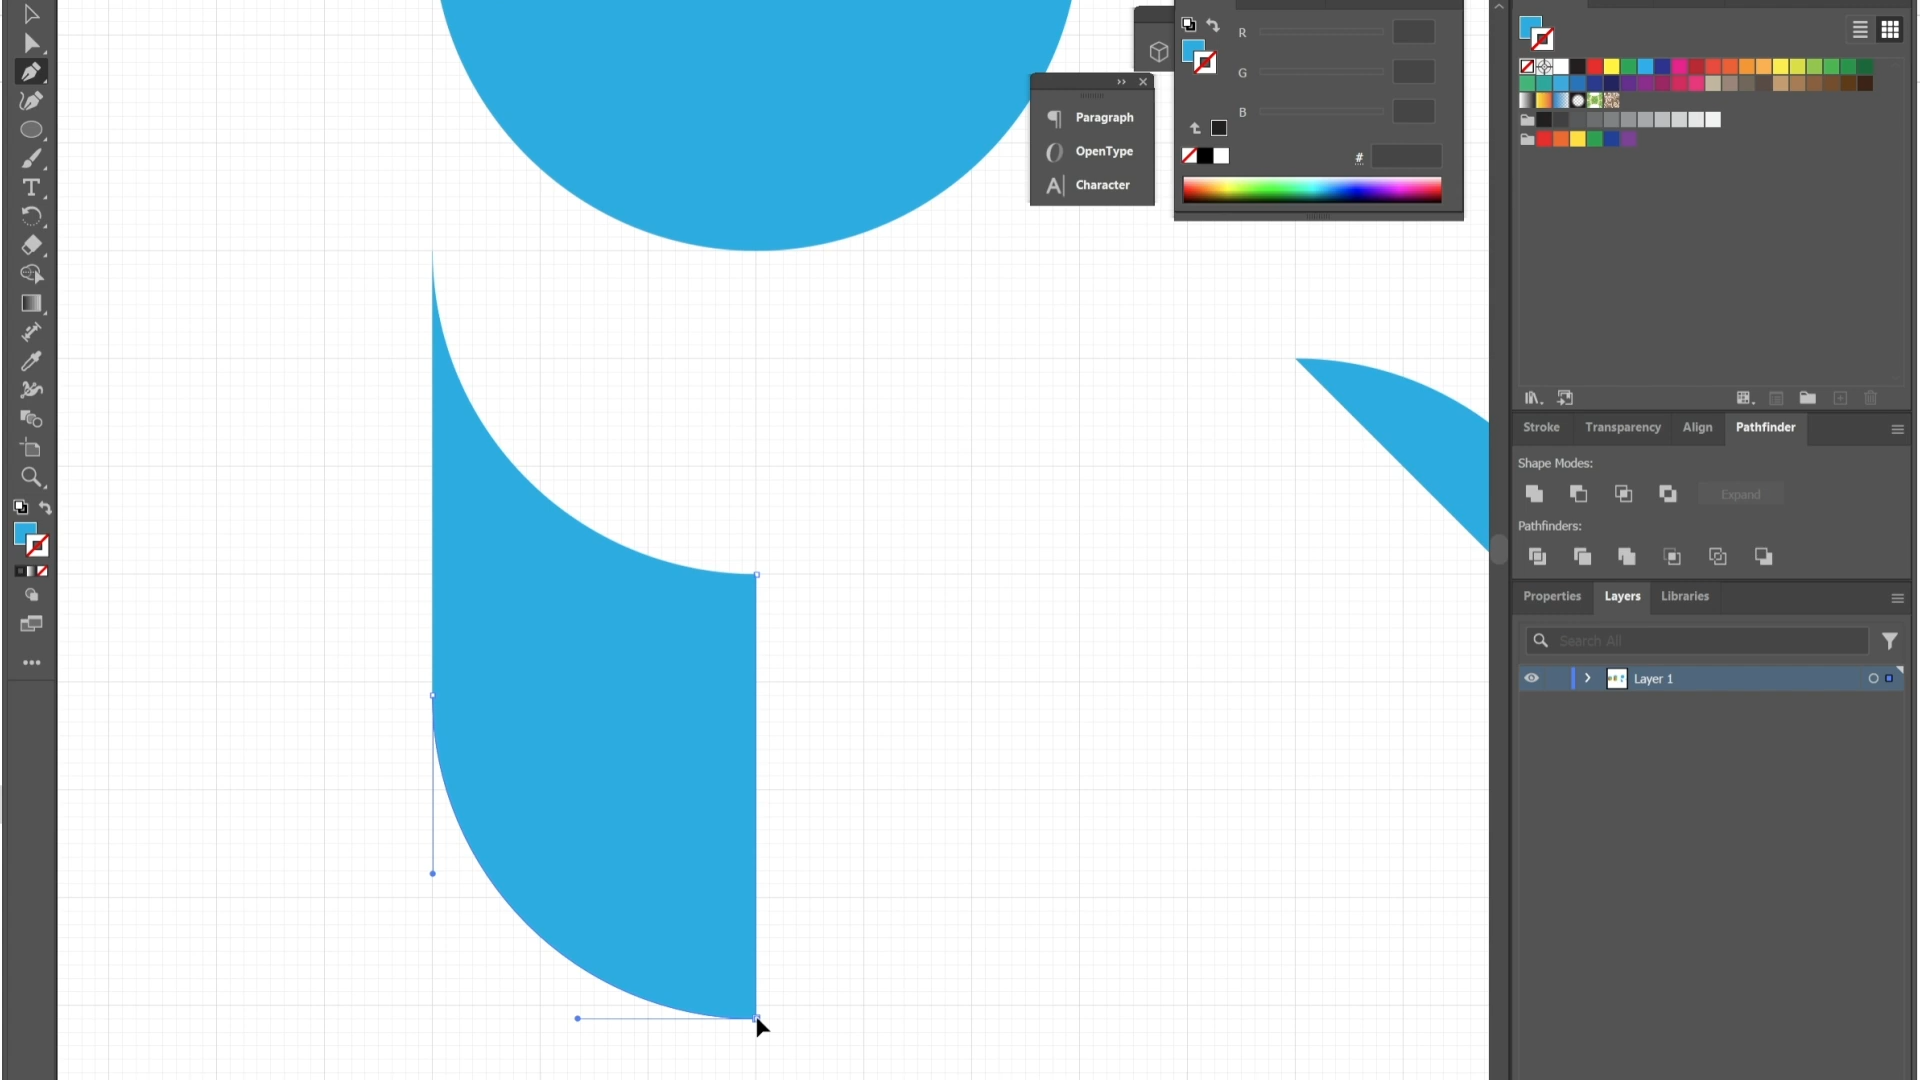 R
G
B
#
Paragraph
OpenType
A Character
T
Stroke Transparency Align Pathfinder
Shape Modes:
Expand
Pathfinders:
Properties Layers Libraries
Search All
Layer 1